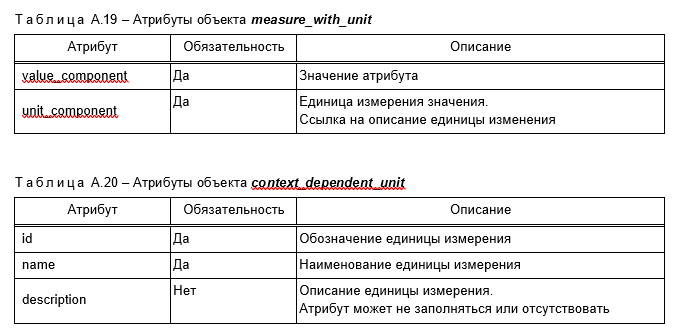 Таблица А.19 – Атрибуты объекта measure_with_unit
Атрибут Обязательность Описание
value_component Да Значение атрибута
unit_component Да Единица измерения значения.
Ссылка на описание единицы изменения
Таблица А.20 – Атрибуты объекта context_dependent_unit
Атрибут Обязательность Описание
id Да Обозначение единицы измерения
name Да Наименование единицы измерения
description Нет Описание единицы измерения.
Атрибут может не заполняться или отсутствовать